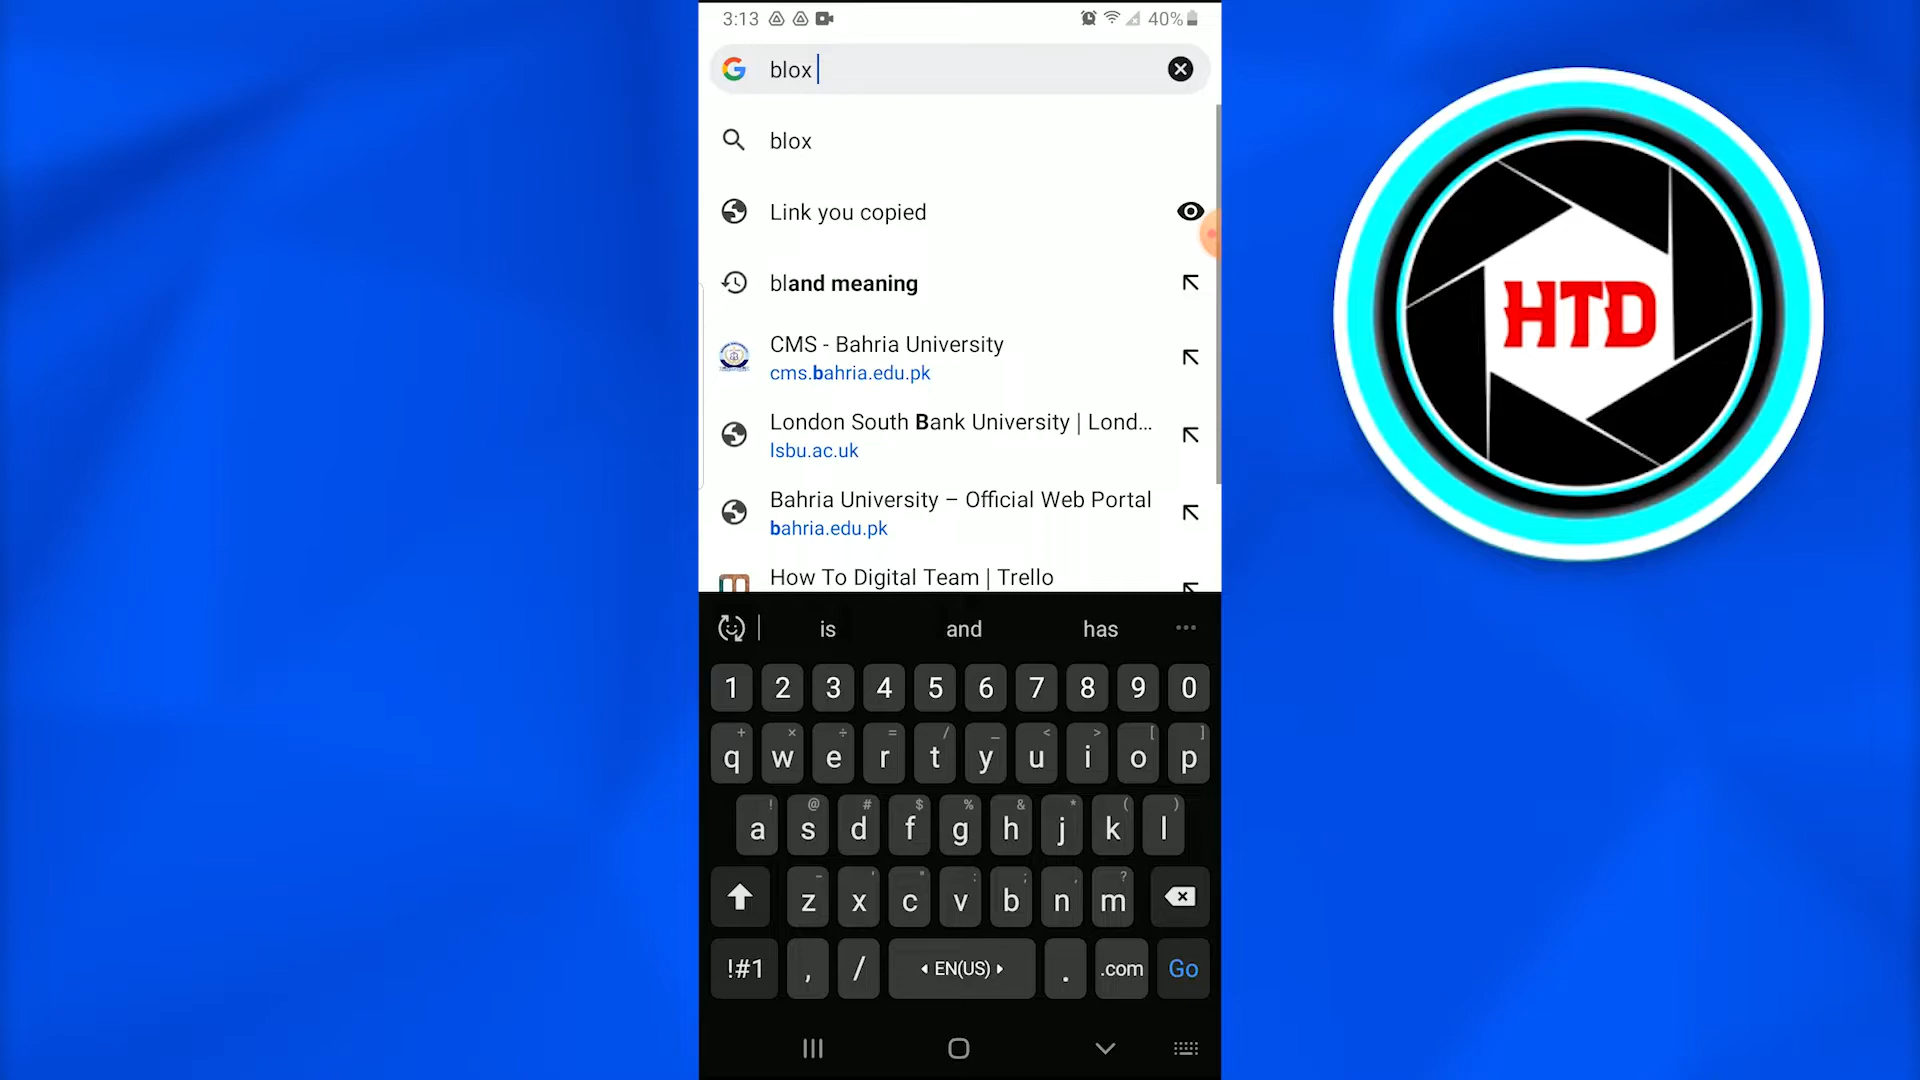 3:13
40%
blox
blox
Link you copied
bland meaning
CMS - Bahria University
cms.bahria.edu.pk
London South Bank University | Lond...
lsbu.ac.uk
Bahria University – Official Web Portal
bahria.edu.pk
How To Digital Team | Trello
is and has
1 2 3 4 5 6 7 8 9 0
+ × ÷ = / _ < > [ ]
q w e r t y u i o p
! @ # $ % & * ( )
a s d f g h j k l
- ' " : ; , ?
z x c v b n m
!#1 , / EN(US) . .com Go
HTD